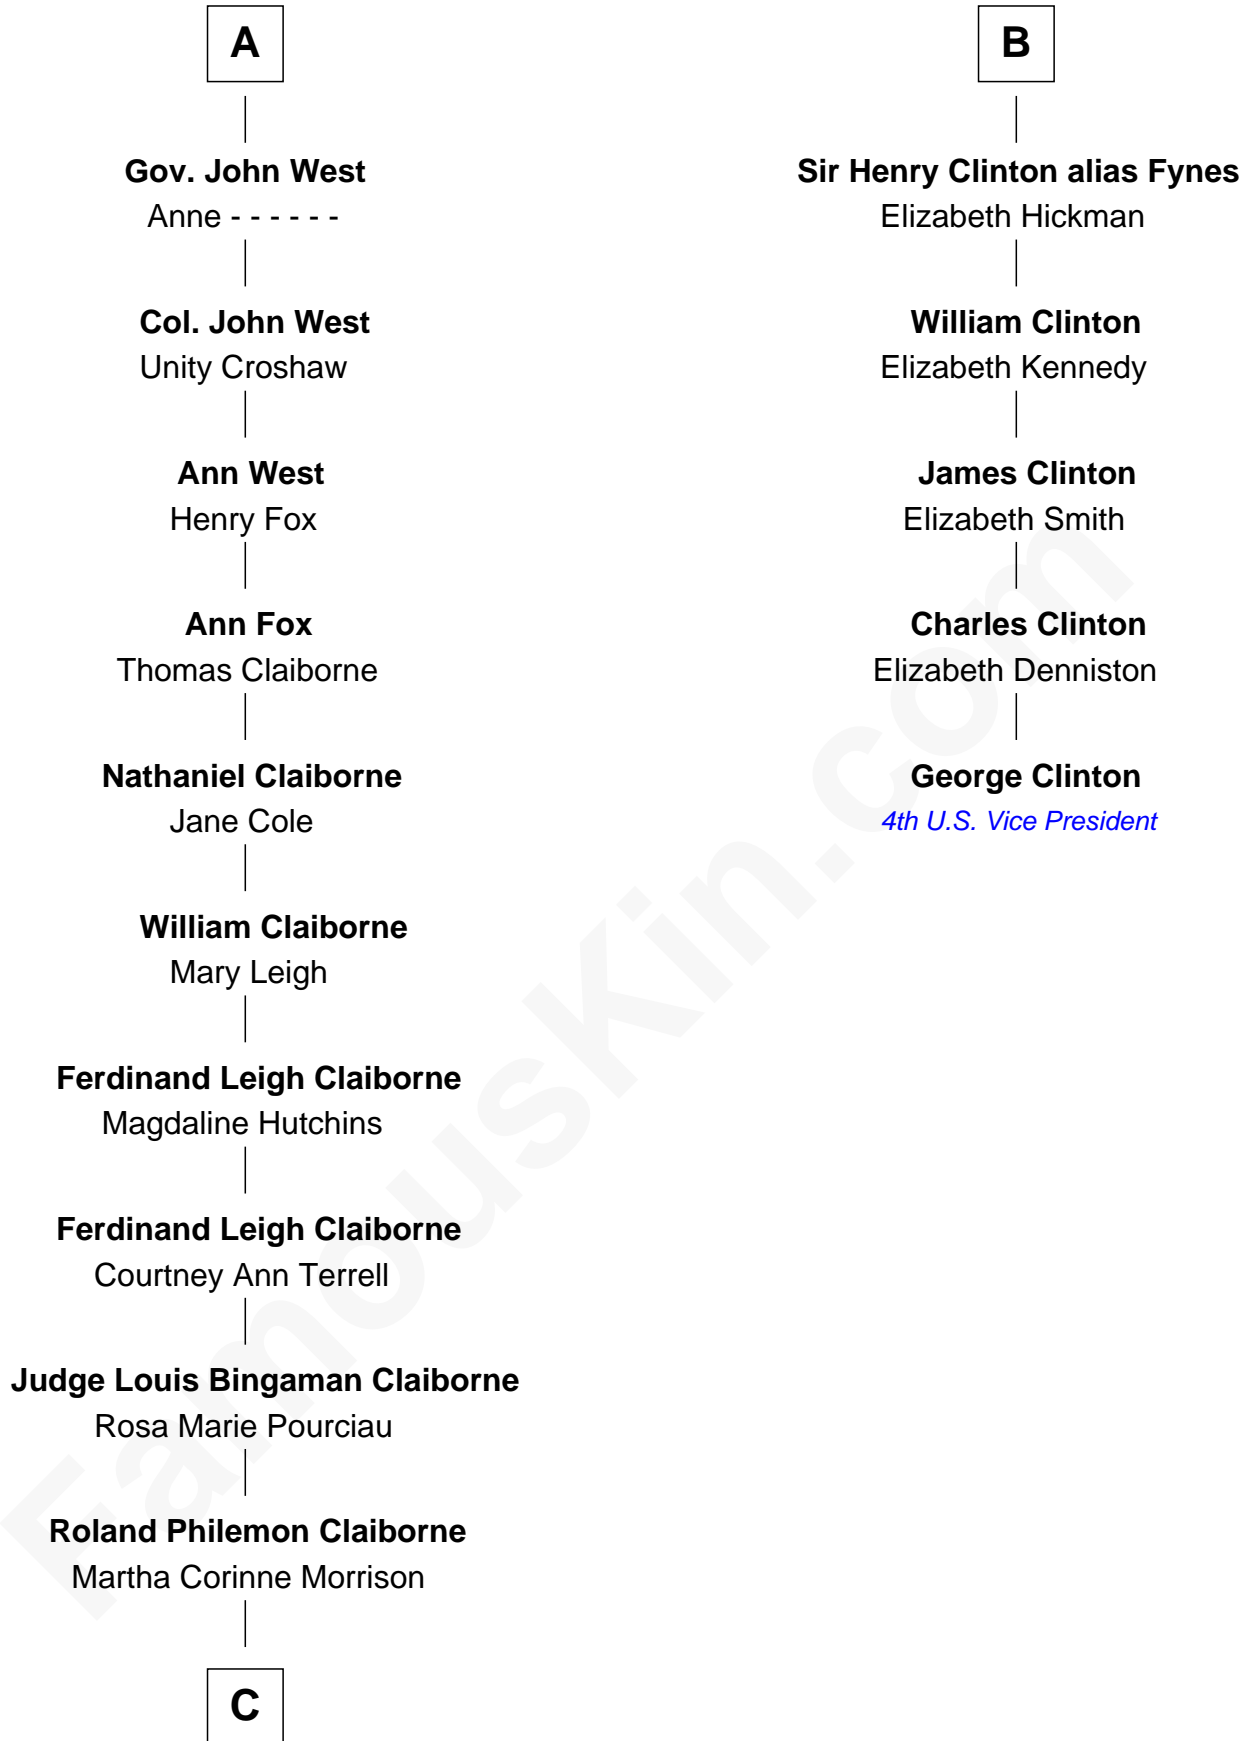 A
Gov. John West
Anne - - - - - -
Col. John West
Unity Croshaw
Ann West
Henry Fox
Ann Fox
Thomas Claiborne
Nathaniel Claiborne
Jane Cole
William Claiborne
Mary Leigh
Ferdinand Leigh Claiborne
Magdaline Hutchins
Ferdinand Leigh Claiborne
Courtney Ann Terrell
Judge Louis Bingaman Claiborne
Rosa Marie Pourciau
Roland Philemon Claiborne
Martha Corinne Morrison
C
B
Sir Henry Clinton alias Fynes
Elizabeth Hickman
William Clinton
Elizabeth Kennedy
James Clinton
Elizabeth Smith
Charles Clinton
Elizabeth Denniston
George Clinton
4th U.S. Vice President
FamousKin.com